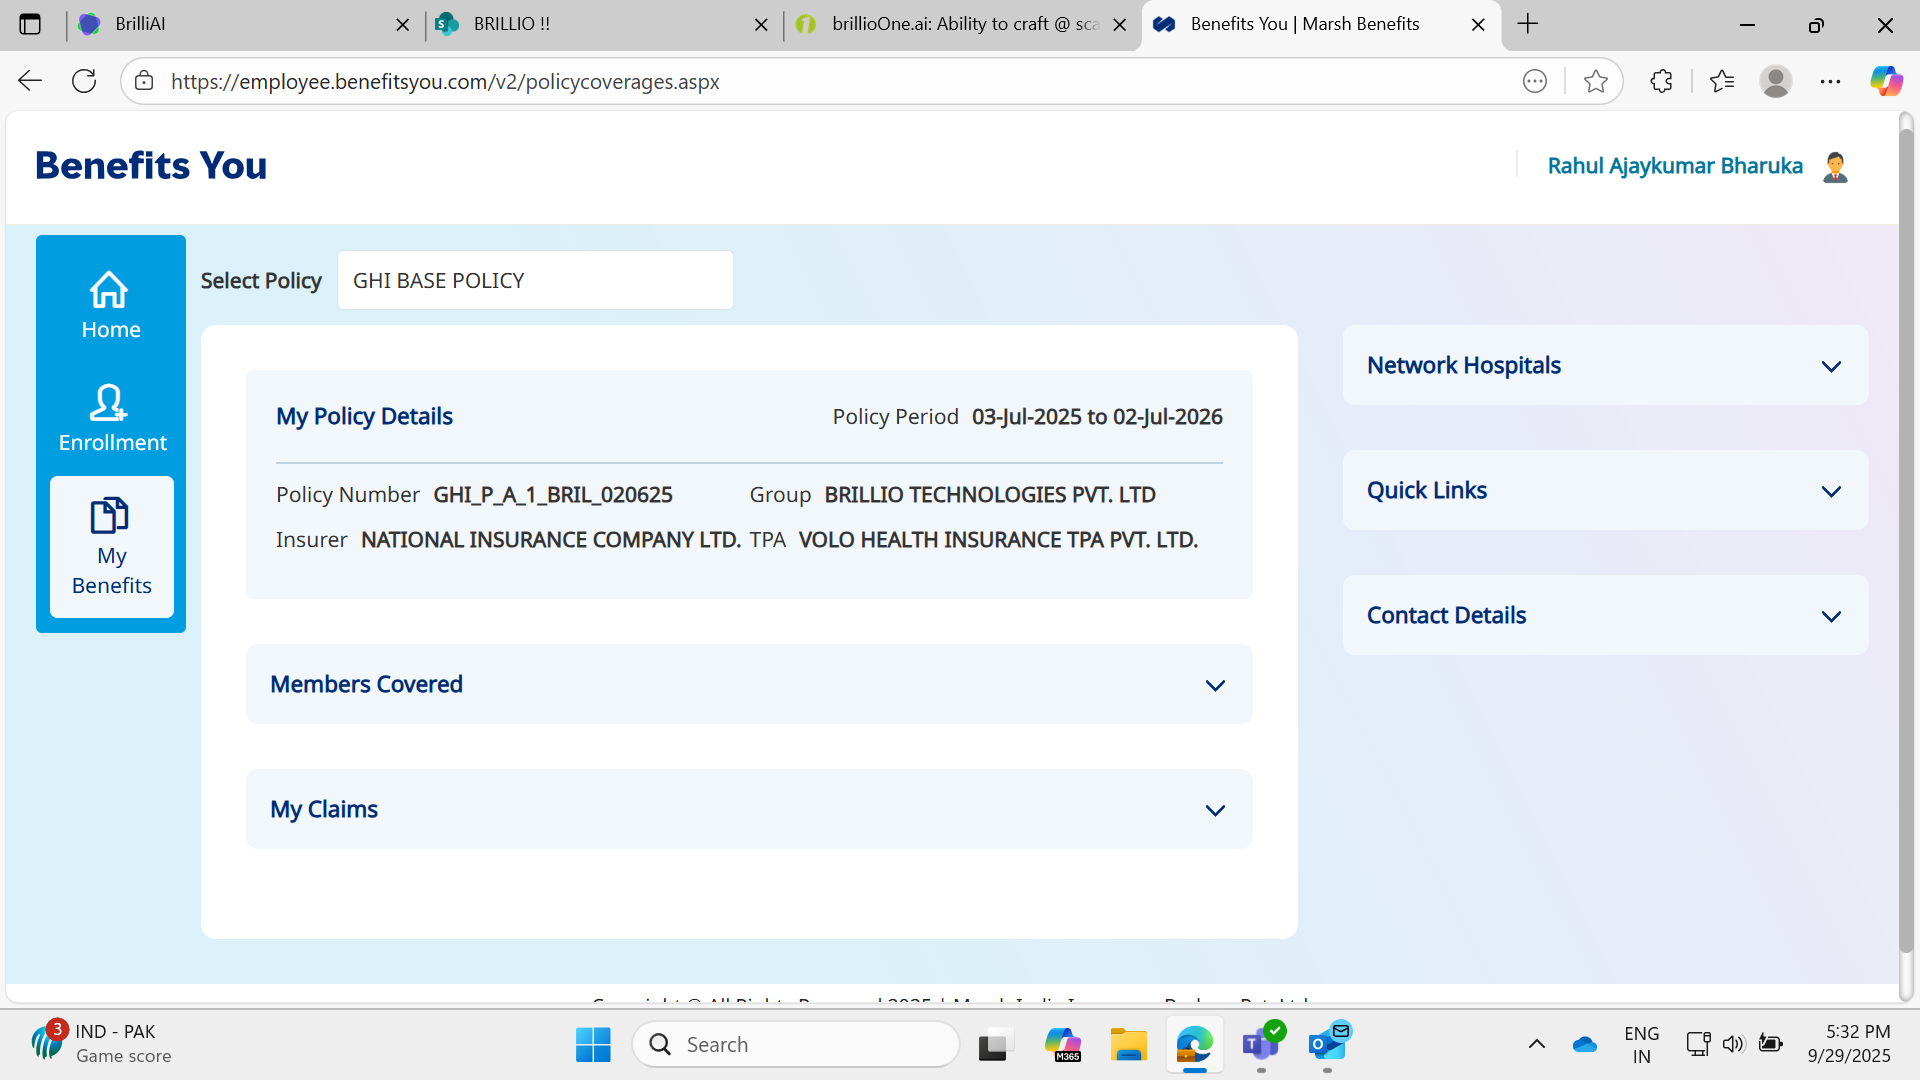 BrilliAI
BRILLIO !!
brillioOne.ai: Ability to craft @ sca
Benefits You | Marsh Benefits
https://employee.benefitsyou.com/v2/policycoverages.aspx
Benefits You
Rahul Ajaykumar Bharuka
Home
Enrollment
My
Benefits
Select Policy
GHI BASE POLICY
My Policy Details
Policy Period 03-Jul-2025 to 02-Jul-2026
Policy Number GHI_P_A_1_BRIL_020625
Group BRILLIO TECHNOLOGIES PVT. LTD
Insurer NATIONAL INSURANCE COMPANY LTD.
TPA VOLO HEALTH INSURANCE TPA PVT. LTD.
Members Covered
My Claims
Network Hospitals
Quick Links
Contact Details
3
IND - PAK
Game score
Search
M365
ENG
IN
5:32 PM
9/29/2025